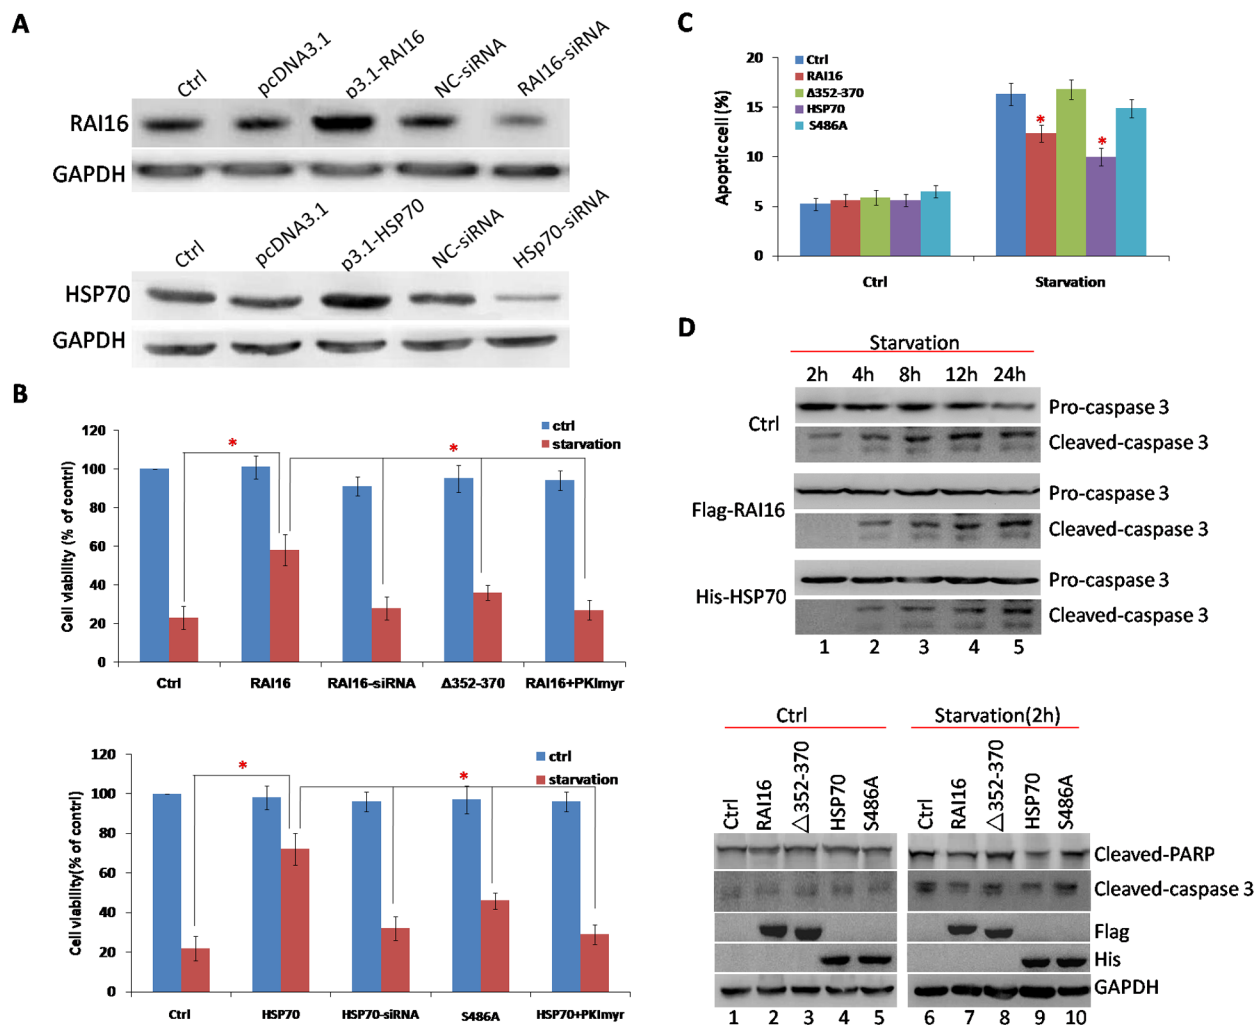 A
Ctrl
pcDNA3.1
p3.1-RAI16
NC-siRNA
RAI16-siRNA
RAI16
GAPDH
Ctrl
pcDNA3.1
p3.1-HSP70
NC-siRNA
HSp70-siRNA
HSP70
GAPDH
B
Cell viability (% of contrl)
120
100
80
60
40
20
0
ctrl
starvation
*
*
Ctrl RAI16 RAI16-siRNA Δ352-370 RAI16+PKImyr
Cell viability(% of contrl)
120
100
80
60
40
20
0
ctrl
starvation
*
*
Ctrl HSP70 HSP70-siRNA S486A HSP70+PKImyr
C
Apoptic cell (%)
20
15
10
5
0
Ctrl
RAI16
Δ352-370
HSP70
S486A
*
*
Ctrl Starvation
D
Starvation
2h 4h 8h 12h 24h
Ctrl
Pro-caspase 3
Cleaved-caspase 3
Flag-RAI16
Pro-caspase 3
Cleaved-caspase 3
His-HSP70
Pro-caspase 3
Cleaved-caspase 3
1 2 3 4 5
Ctrl Starvation(2h)
Ctrl RAI16 △352-370 HSP70 S486A Ctrl RAI16 △352-370 HSP70 S486A
Cleaved-PARP
Cleaved-caspase 3
Flag
His
GAPDH
1 2 3 4 5 6 7 8 9 10